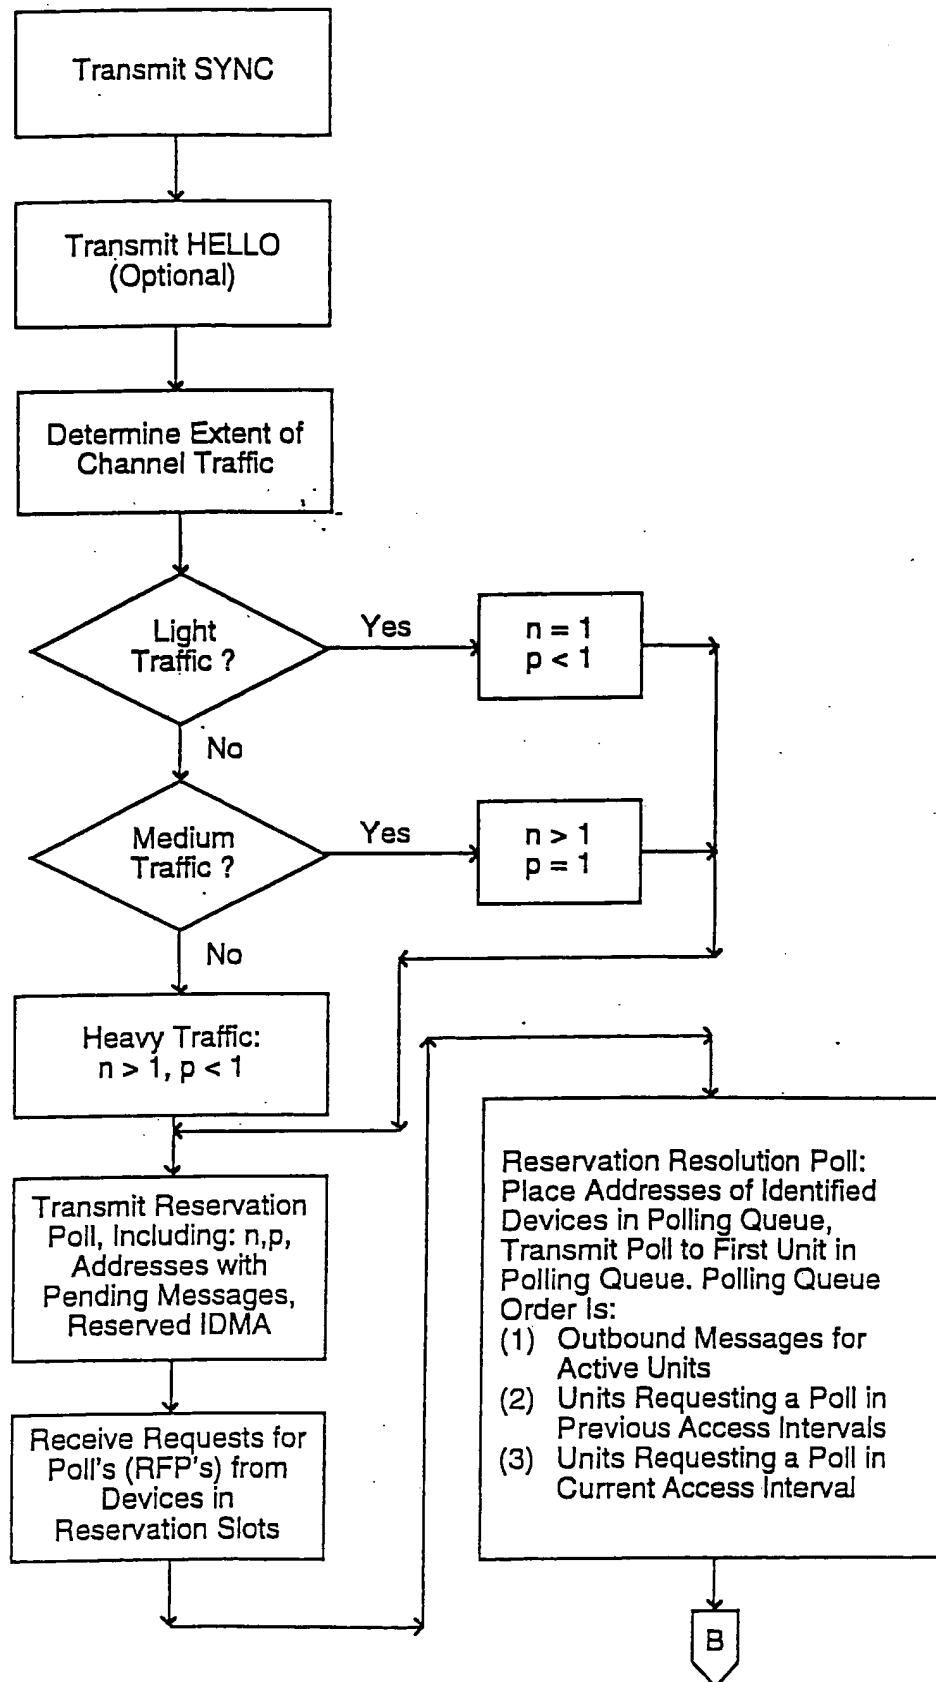 Transmit SYNC
Transmit HELLO
(Optional)
Determine Extent of
Channel Traffic
Light
Traffic ?
Yes
n = 1
p < 1
No
Medium
Traffic ?
Yes
n > 1
p = 1
No
Heavy Traffic:
n > 1, p < 1
Transmit Reservation
Poll, Including: n,p,
Addresses with
Pending Messages,
Reserved IDMA
Receive Requests for
Poll's (RFP's) from
Devices in
Reservation Slots
Reservation Resolution Poll:
Place Addresses of Identified
Devices in Polling Queue,
Transmit Poll to First Unit in
Polling Queue. Polling Queue
Order Is:
(1) Outbound Messages for
Active Units
(2) Units Requesting a Poll in
Previous Access Intervals
(3) Units Requesting a Poll in
Current Access Interval
B